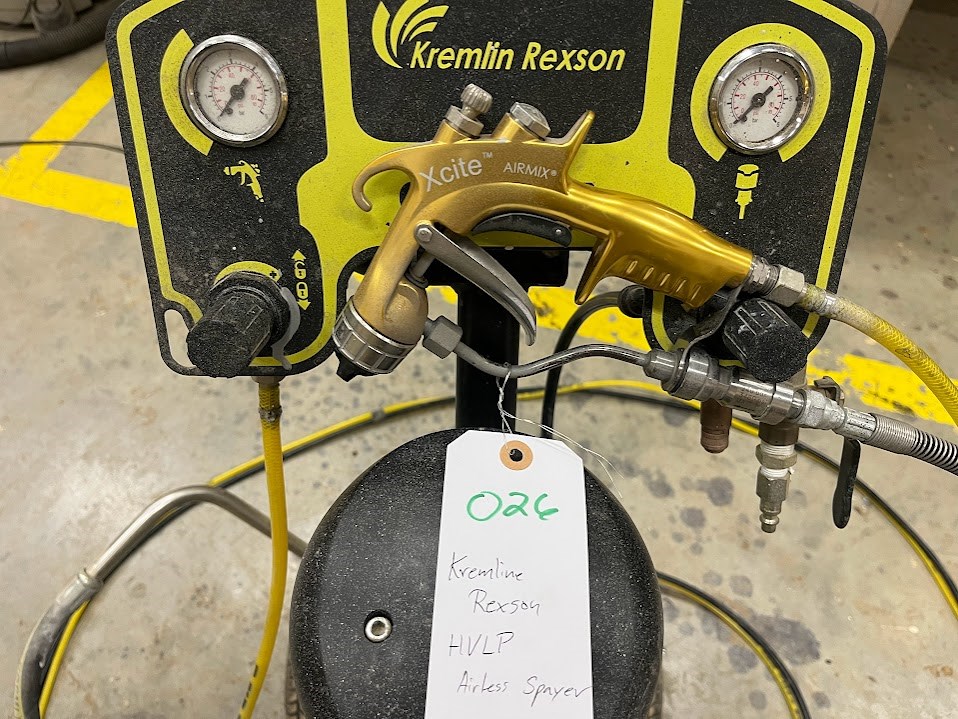 Kremlin Rexson
Xcite™ AIRMIX®
026
Kremline
Rexson
HVLP
Airless Sprayer